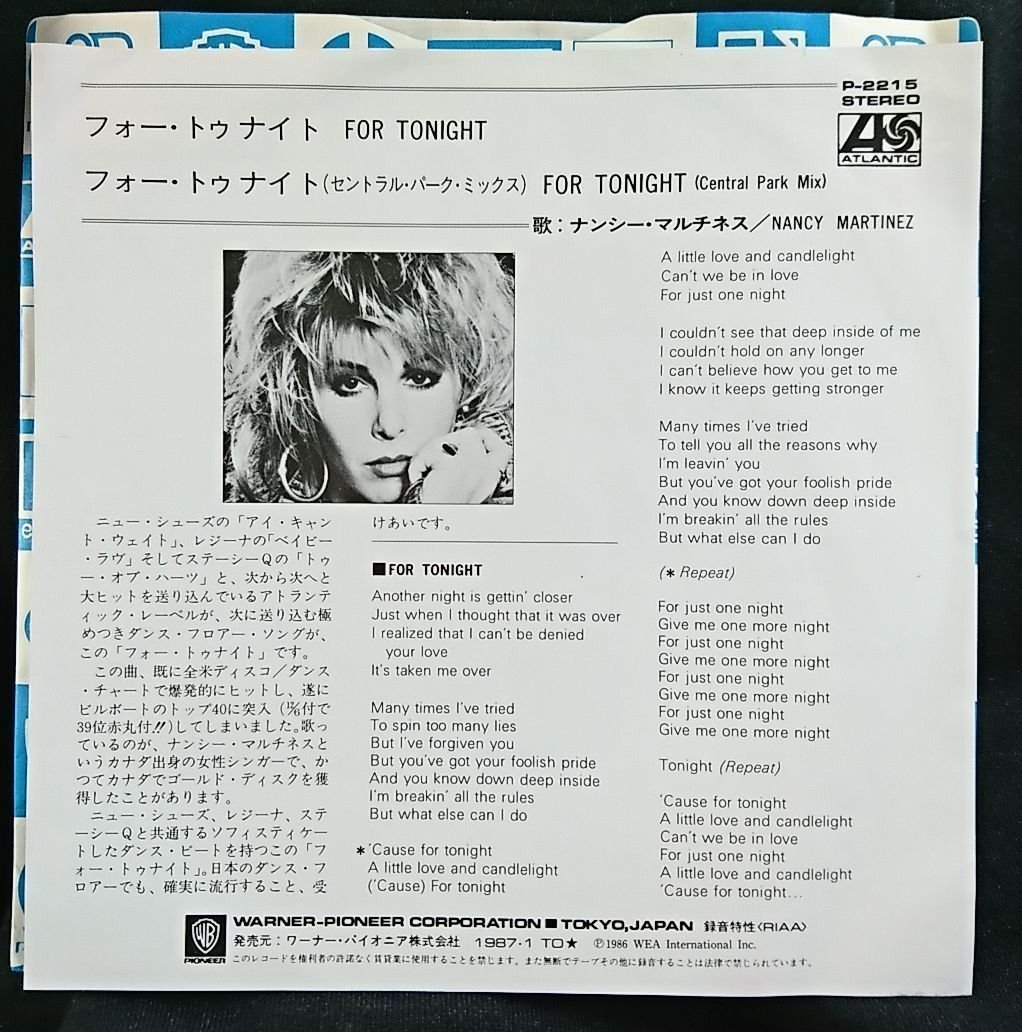 P-2215
STEREO
ATLANTIC
フォー・トゥナイト FOR TONIGHT
フォー・トゥナイト(セントラル・パーク・ミックス) FOR TONIGHT (Central Park Mix)
歌：ナンシー・マルチネス／NANCY MARTINEZ
ニュー・シューズの「アイ・キャン
ト・ウェイト」、レジーナの「ベイビー
・ラヴ」そしてステーシーQの「トゥ
ー・オブ・ハーツ」と、次から次へと
大ヒットを送り込んでいるアトランテ
ィック・レーベルが、次に送り込む極
めつきダンス・フロアー・ソングが、
この「フォー・トゥナイト」です。
この曲、既に全米ディスコ／ダンス
・チャートで爆発的にヒットし、遂に
ビルボートのトップ40に突入（12/6付で
39位赤丸付!!）してしまいました。歌っ
ているのが、ナンシー・マルチネスと
いうカナダ出身の女性シンガーで、か
つてカナダでゴールド・ディスクを獲
得したことがあります。
ニュー・シューズ、レジーナ、ステ
ーシーQと共通するソフィスティケー
トしたダンス・ビートを持つこの「フ
ォー・トゥナイト」。日本のダンス・フ
ロアーでも、確実に流行すること、受
けあいです。
■FOR TONIGHT
Another night is gettin' closer
Just when I thought that it was over
I realized that I can't be denied
your love
It's taken me over
Many times I've tried
To spin too many lies
But I've forgiven you
But you've got your foolish pride
And you know down deep inside
I'm breakin' all the rules
But what else can I do
*'Cause for tonight
A little love and candlelight
('Cause) For tonight
A little love and candlelight
Can't we be in love
For just one night
I couldn't see that deep inside of me
I couldn't hold on any longer
I can't believe how you get to me
I know it keeps getting stronger
Many times I've tried
To tell you all the reasons why
I'm leavin' you
But you've got your foolish pride
And you know down deep inside
I'm breakin' all the rules
But what else can I do
(* Repeat)
For just one night
Give me one more night
For just one night
Give me one more night
For just one night
Give me one more night
For just one night
Give me one more night
Tonight (Repeat)
'Cause for tonight
A little love and candlelight
Can't we be in love
For just one night
A little love and candlelight
'Cause for tonight...
WB
PIONEER
WARNER-PIONEER CORPORATION ■ TOKYO, JAPAN 録音特性〈RIAA〉
発売元：ワーナー・パイオニア株式会社 1987・1 TO★ ℗1986 WEA International Inc.
このレコードを権利者の許諾なく賃貸業に使用することを禁じます。また無断でテープその他に録音することは法律で禁じられています。